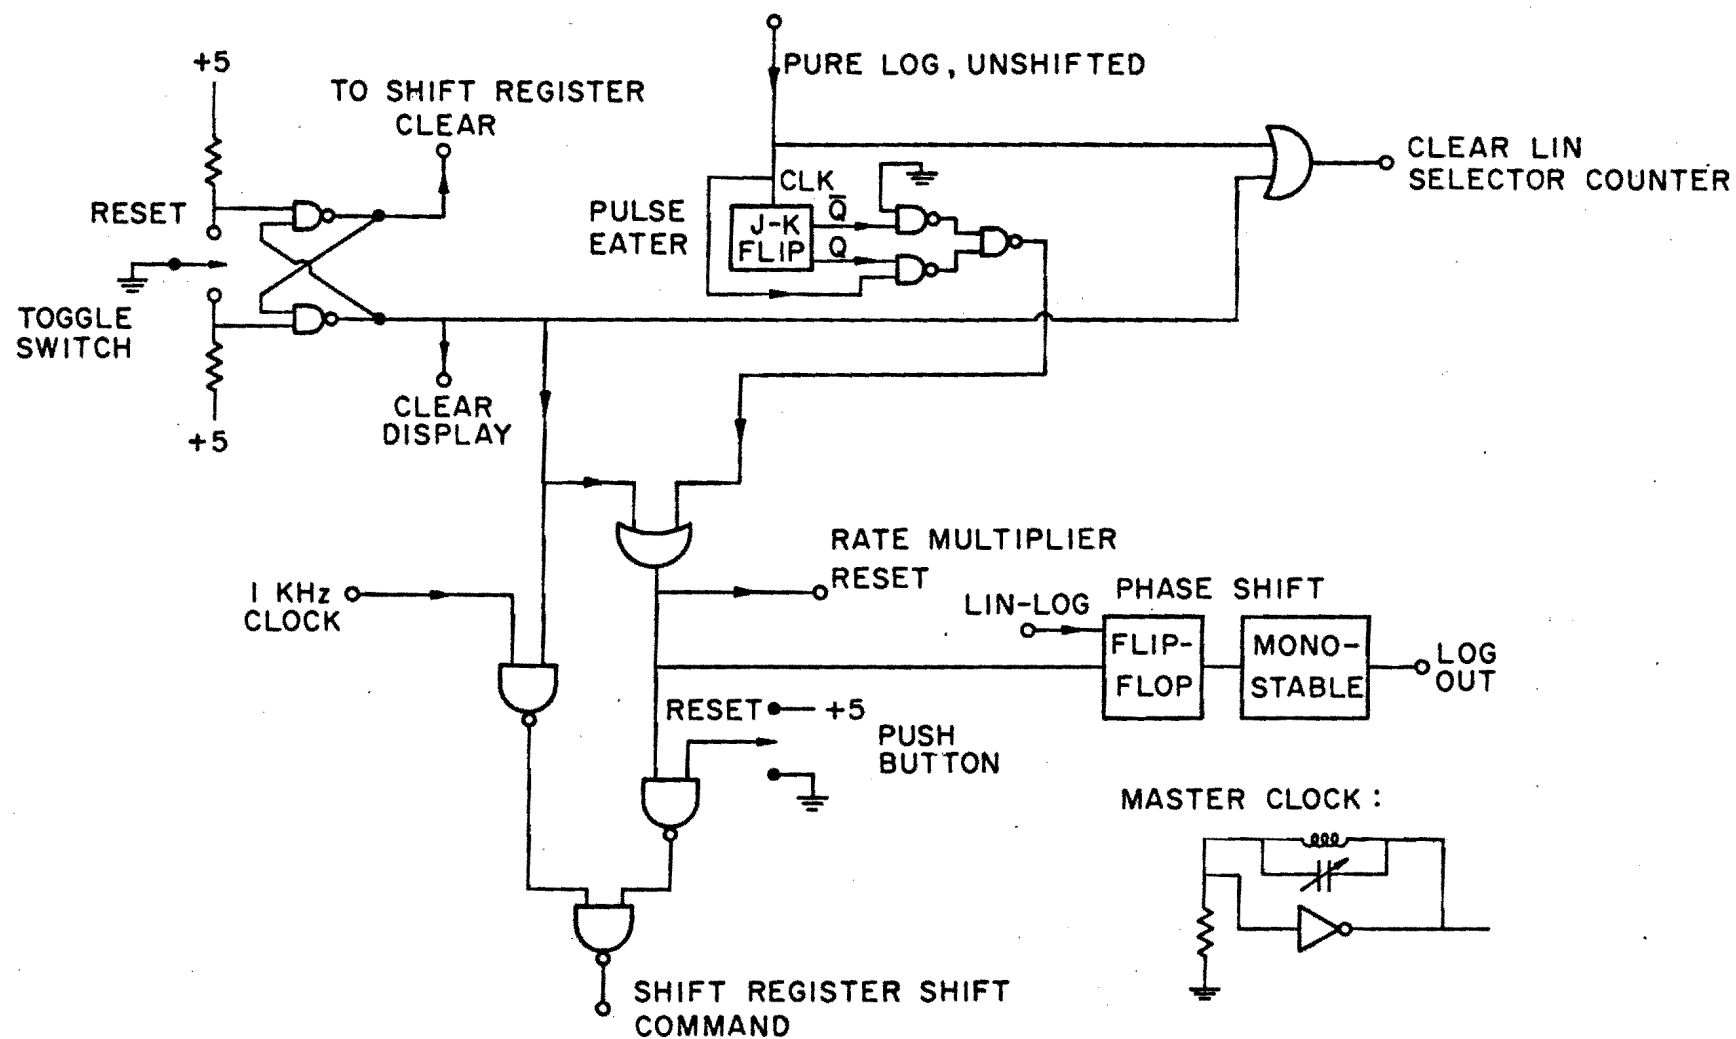 +5
TO SHIFT REGISTER
CLEAR
PURE LOG, UNSHIFTED
CLEAR LIN
SELECTOR COUNTER
RESET
PULSE
EATER
CLK
J-K
FLIP
Q̅
Q
TOGGLE
SWITCH
+5
CLEAR
DISPLAY
RATE MULTIPLIER
RESET
1 KHz
CLOCK
PHASE SHIFT
LIN-LOG
FLIP-
FLOP
MONO-
STABLE
LOG
OUT
RESET
+5
PUSH
BUTTON
MASTER CLOCK:
SHIFT REGISTER SHIFT
COMMAND